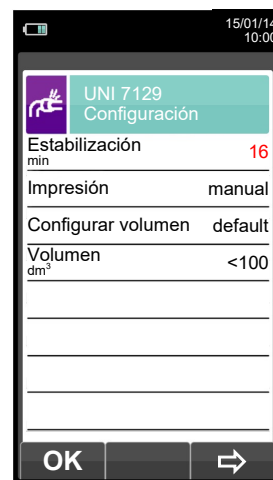 15/01/14
10:00
UNI 7129
Configuración
Estabilización
min
16
Impresión
manual
Configurar volumen
default
Volumen
dm³
<100
OK